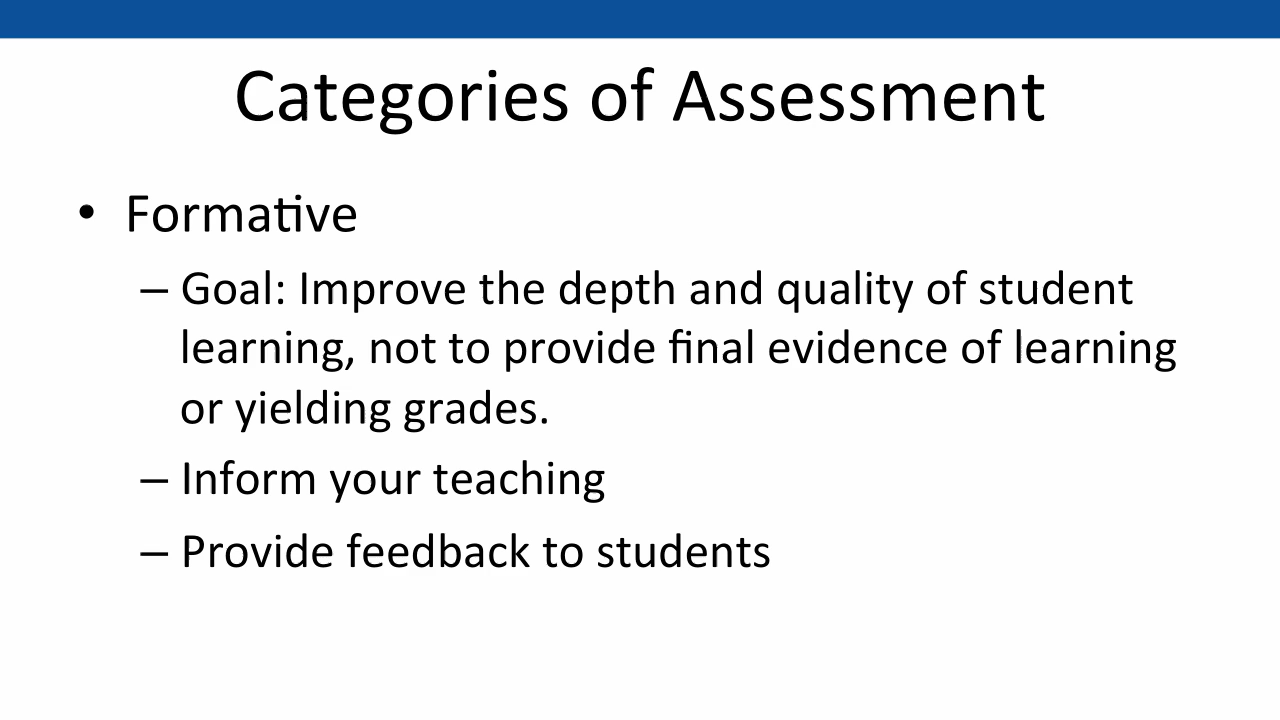 Categories of Assessment
• Formative
– Goal: Improve the depth and quality of student
learning, not to provide final evidence of learning
or yielding grades.
– Inform your teaching
– Provide feedback to students